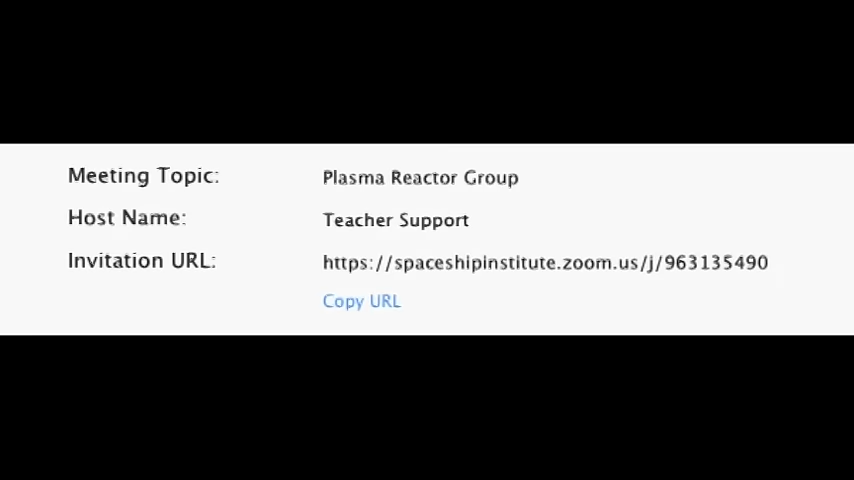 Meeting Topic: Plasma Reactor Group
Host Name: Teacher Support
Invitation URL: https://spaceshipinstitute.zoom.us/j/963135490
Copy URL